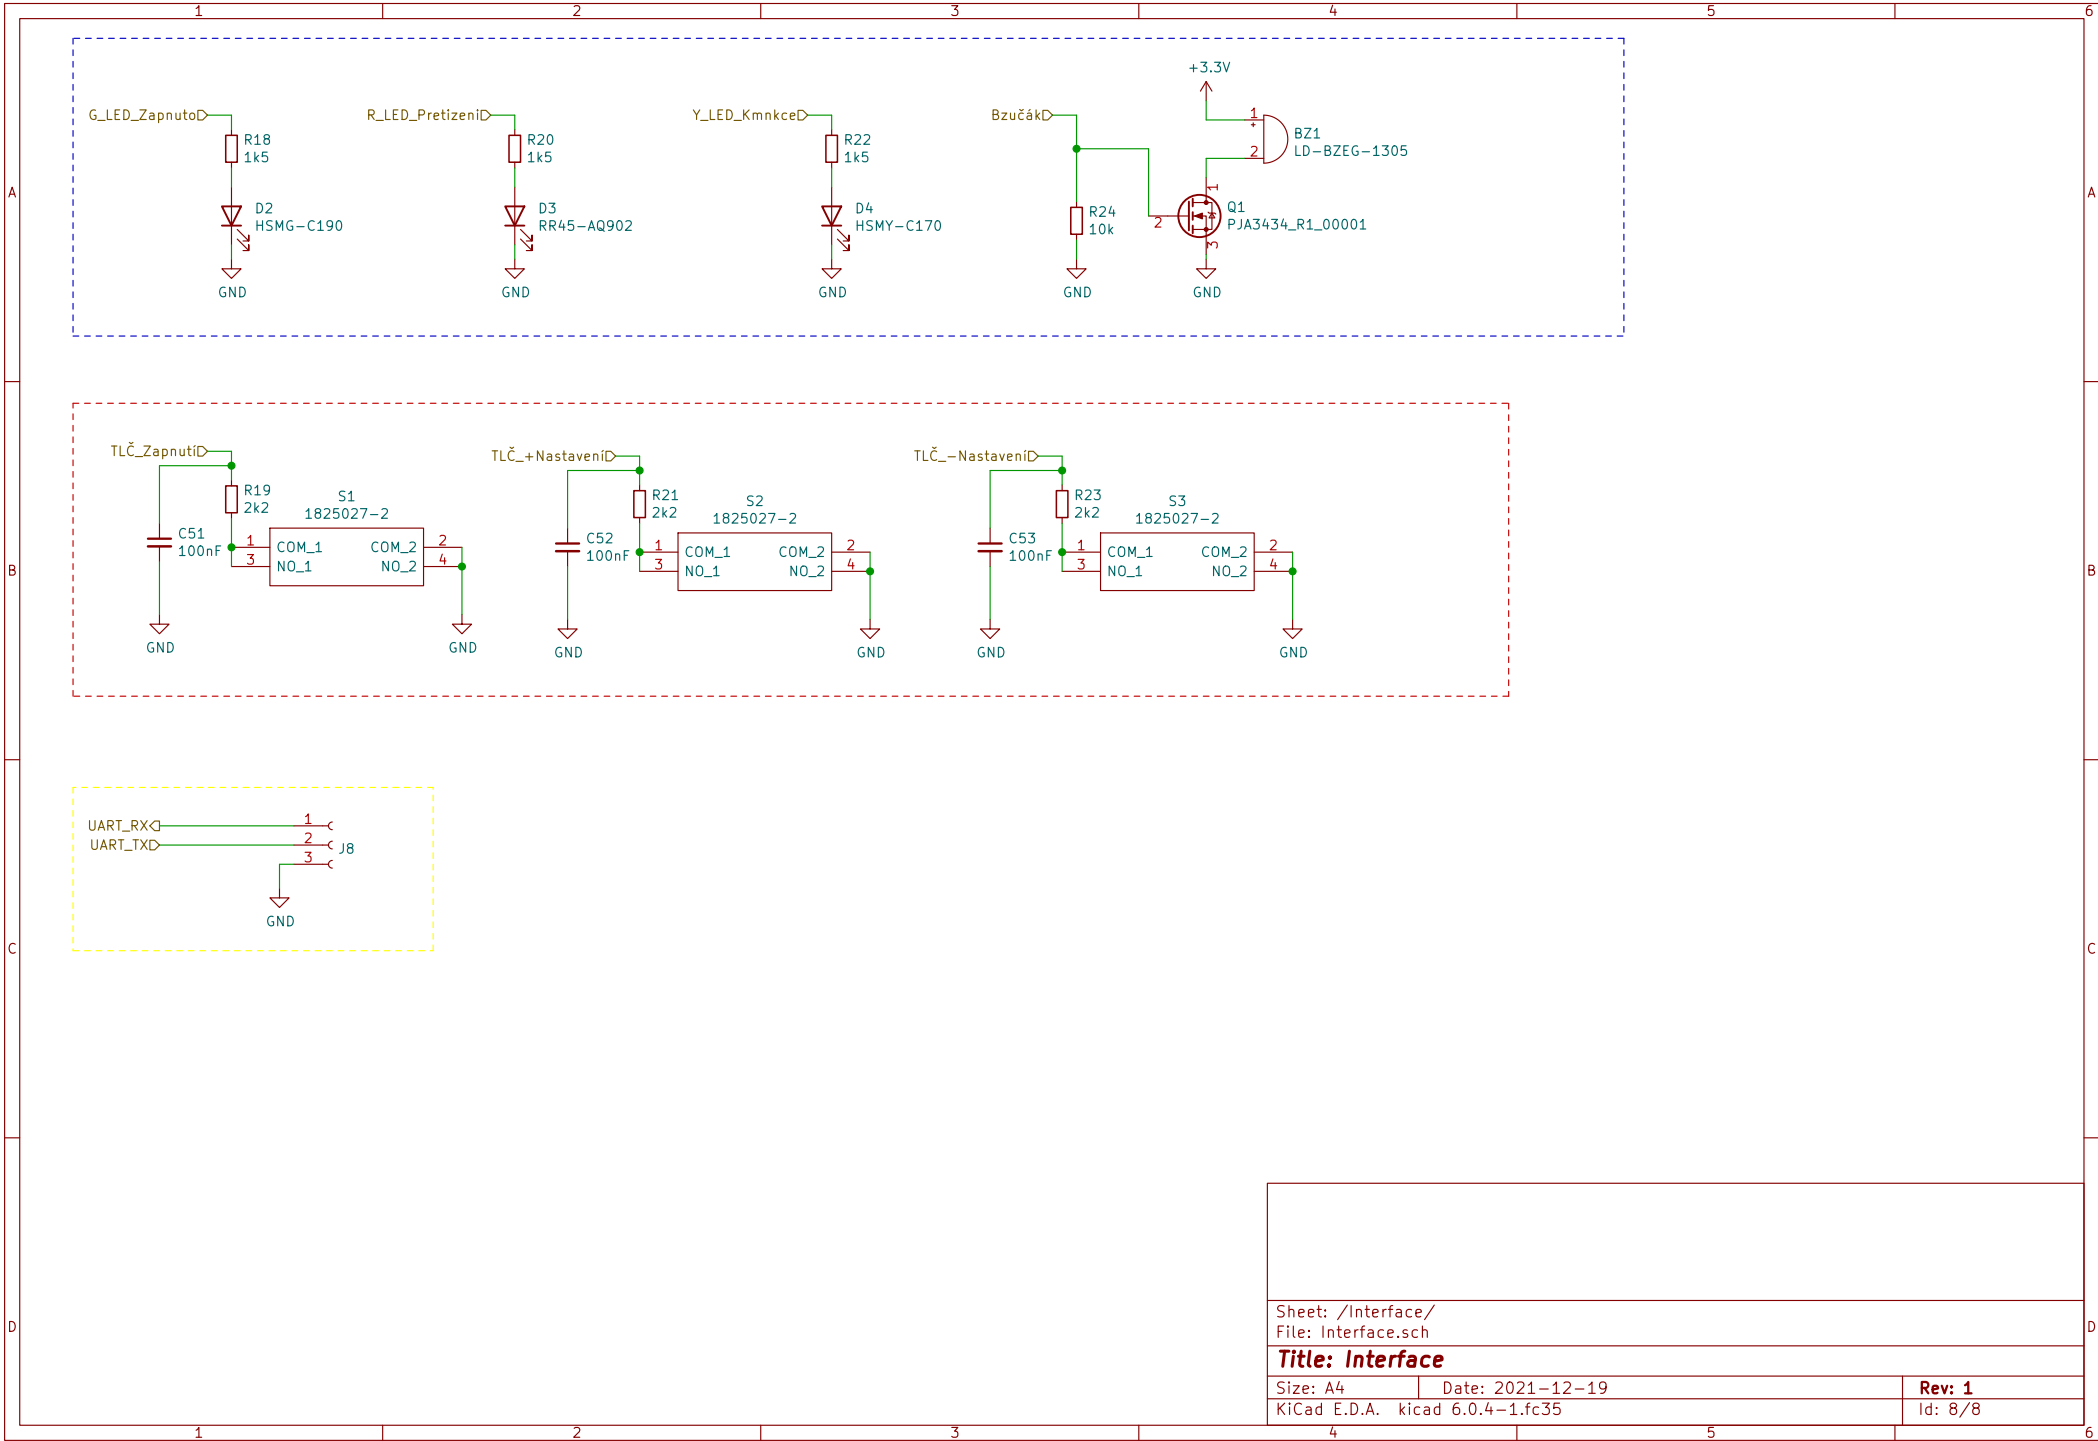 1 2 3 4 5 6
A
B
C
D
A
B
C
D
G_LED_Zapnuto
R18
1k5
D2
HSMG-C190
GND
R_LED_Pretizeni
R20
1k5
D3
RR45-AQ902
GND
Y_LED_Kmnkce
R22
1k5
D4
HSMY-C170
GND
Bzučák
R24
10k
GND
+3.3V
1
+
2
BZ1
LD-BZEG-1305
1
2
3
Q1
PJA3434_R1_00001
GND
TLČ_Zapnutí
R19
2k2
C51
100nF
GND
S1
1825027-2
1 COM_1 COM_2 2
3 NO_1 NO_2 4
GND
TLČ_+Nastavení
R21
2k2
C52
100nF
GND
S2
1825027-2
1 COM_1 COM_2 2
3 NO_1 NO_2 4
GND
TLČ_-Nastavení
R23
2k2
C53
100nF
GND
S3
1825027-2
1 COM_1 COM_2 2
3 NO_1 NO_2 4
GND
UART_RX 1
UART_TX 2
3
J8
GND
Sheet: /Interface/
File: Interface.sch
Title: Interface
Size: A4 Date: 2021-12-19 Rev: 1
KiCad E.D.A. kicad 6.0.4-1.fc35 Id: 8/8
1 2 3 4 5 6